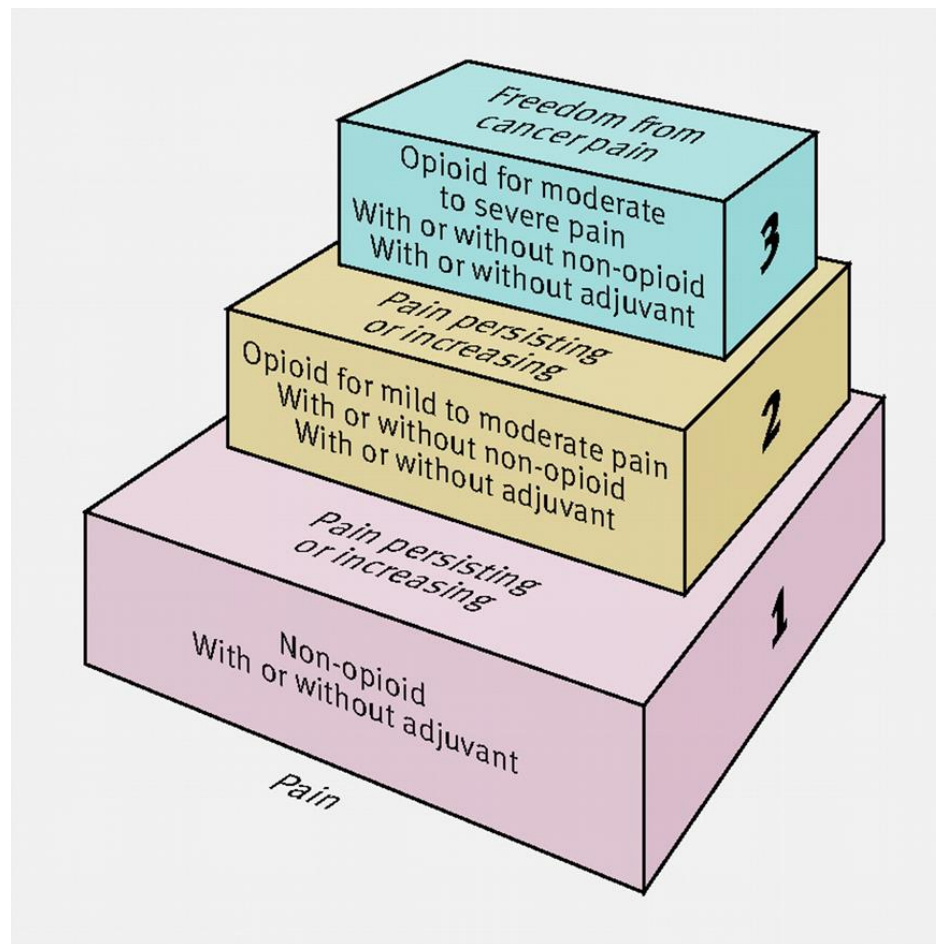 Freedom from
cancer pain
Opioid for moderate
to severe pain
With or without non-opioid
With or without adjuvant
3
Pain persisting
or increasing
Opioid for mild to moderate pain
With or without non-opioid
With or without adjuvant
2
Pain persisting
or increasing
Non-opioid
With or without adjuvant
1
Pain